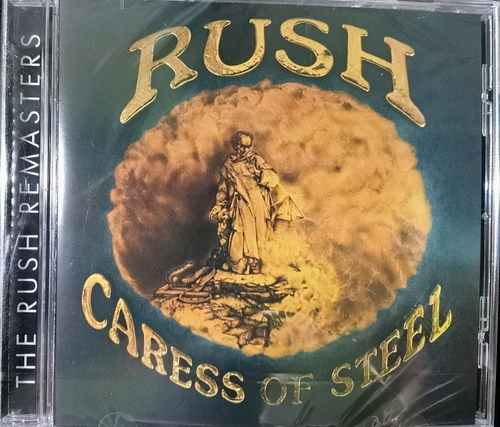 THE RUSH REMASTERS
RUSH
CARESS OF STEEL